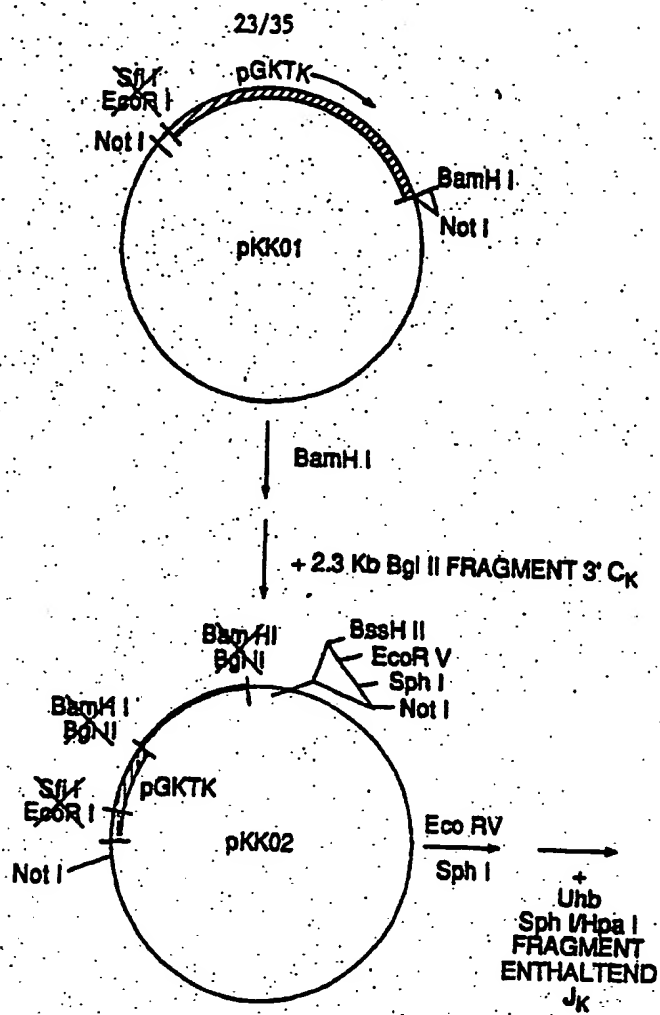 23/35
Sfi I
EcoR I
pGKTK
Not I
BamH I
Not I
pKK01
BamH I
+ 2.3 Kb Bgl II FRAGMENT 3' CK
Bam HI
Bgl II
BssH II
EcoR V
Sph I
Not I
BamH I
Bgl II
Sfi I
EcoR I
pGKTK
Not I
pKK02
Eco RV
Sph I
+
Uhb
Sph I/Hpa I
FRAGMENT
ENTHALTEND
JK